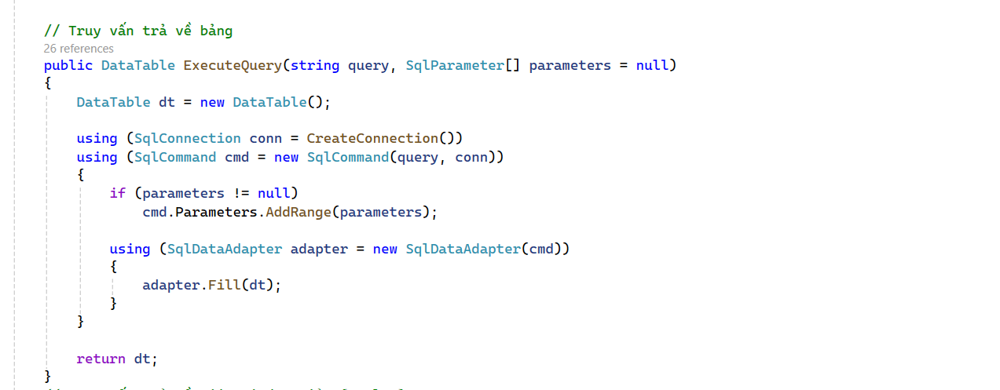 // Truy vấn trả về bảng
26 references
public DataTable ExecuteQuery(string query, SqlParameter[] parameters = null)
{
DataTable dt = new DataTable();
using (SqlConnection conn = CreateConnection())
using (SqlCommand cmd = new SqlCommand(query, conn))
{
if (parameters != null)
cmd.Parameters.AddRange(parameters);
using (SqlDataAdapter adapter = new SqlDataAdapter(cmd))
{
adapter.Fill(dt);
}
}
return dt;
}